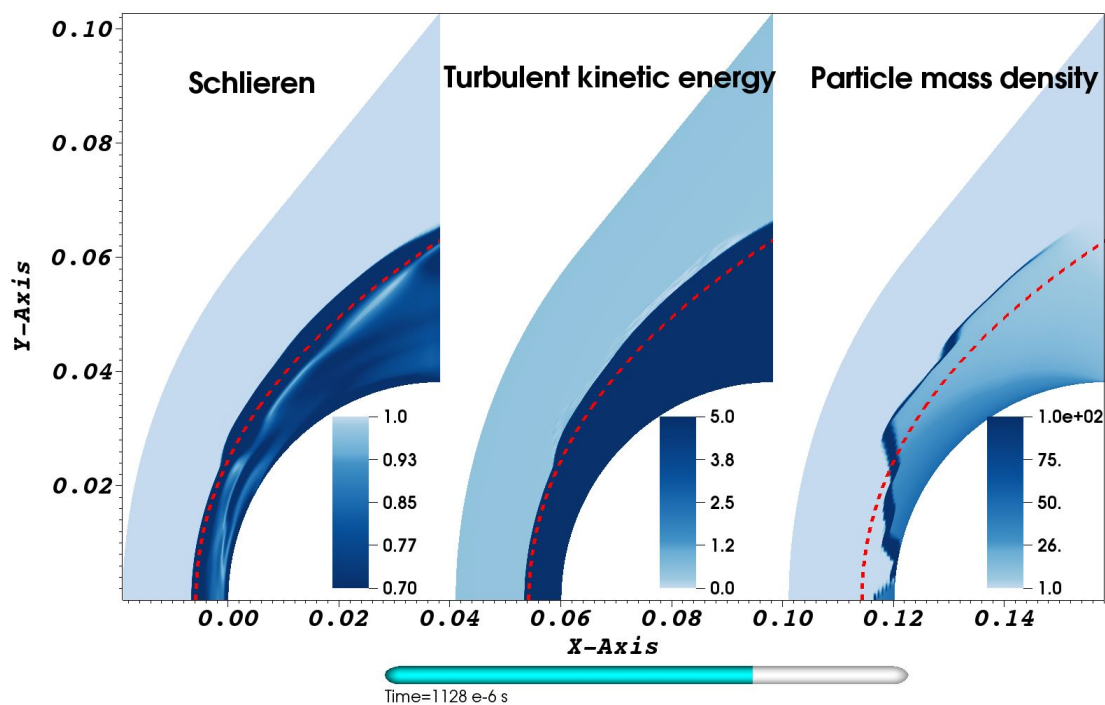 0.10
0.08
0.06
0.04
0.02
Y-Axis
Schlieren
Turbulent kinetic energy
Particle mass density
1.0
0.93
0.85
0.77
0.70
5.0
3.8
2.5
1.2
0.0
1.0e+02
75.
50.
26.
1.0
0.00 0.02 0.04 0.06 0.08 0.10 0.12 0.14
X-Axis
Time=1128 e-6 s